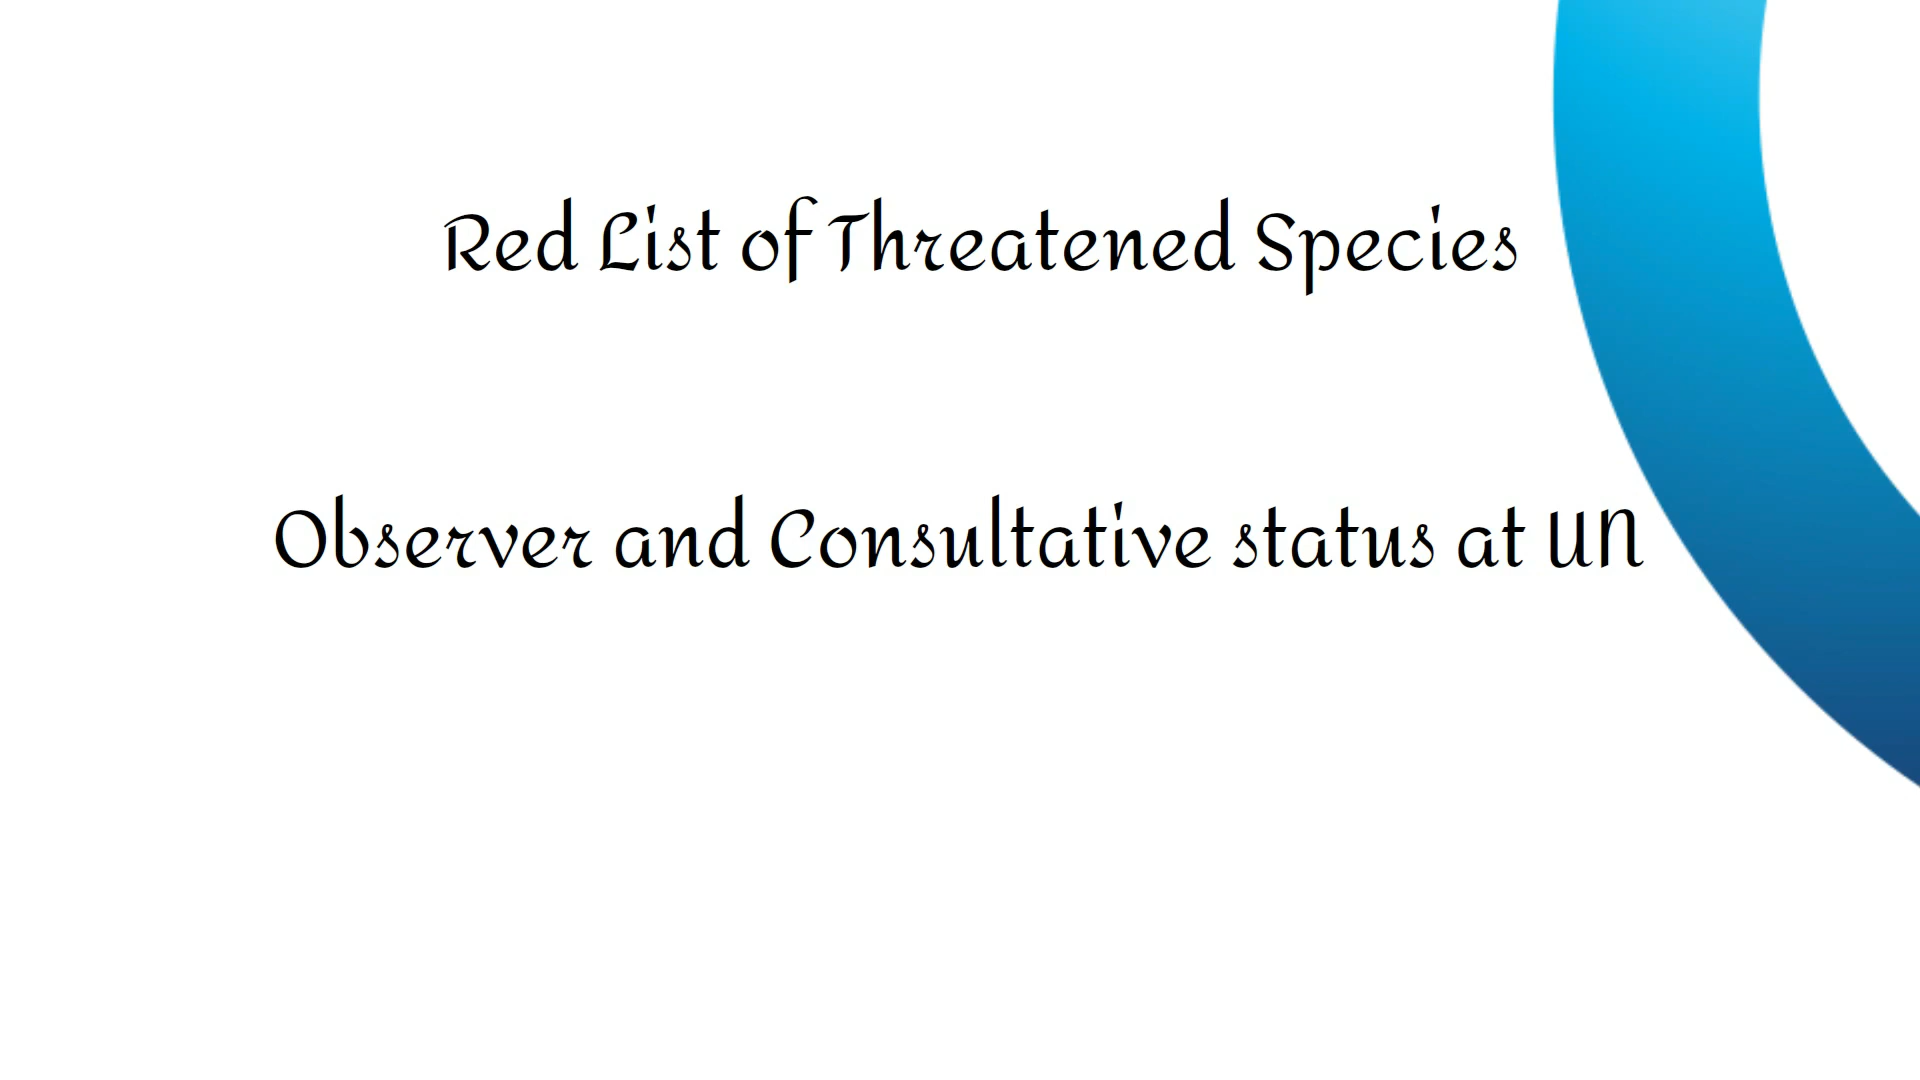 Red List of Threatened Species
Observer and Consultative status at UN